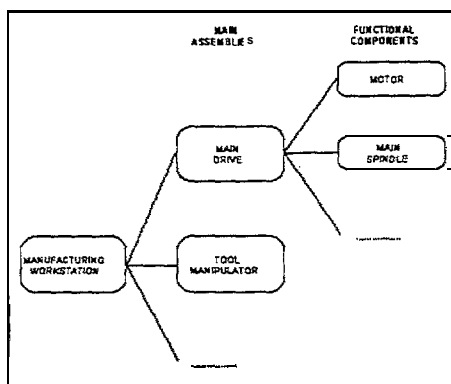 MAIN
ASSEMBLIES
FUNCTIONAL
COMPONENTS
MOTOR
MAIN
DRIVE
MAIN
SPINDLE
MANUFACTURING
WORKSTATION
TOOL
MANIPULATOR